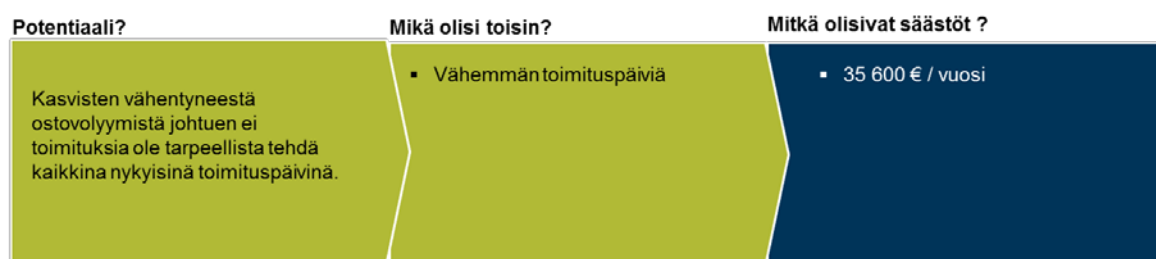 Potentiaali?
Kasvisten vähentyneestä
ostovolyymistä johtuen ei
toimituksia ole tarpeellista tehdä
kaikkina nykyisinä toimituspäivinä.
Mikä olisi toisin?
▪ Vähemmän toimituspäiviä
Mitkä olisivat säästöt ?
▪ 35 600 € / vuosi